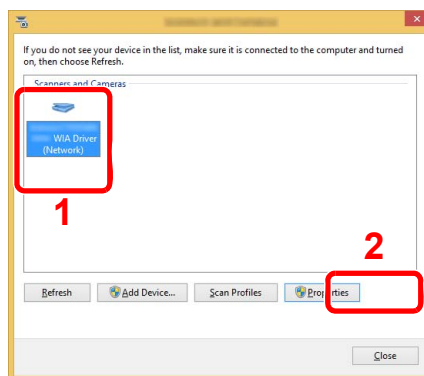 If you do not see your device in the list, make sure it is connected to the computer and turned
on, then choose Refresh.
Scanners and Cameras
WIA Driver
(Network)
1
2
Refresh
Add Device...
Scan Profiles
Properties
Close